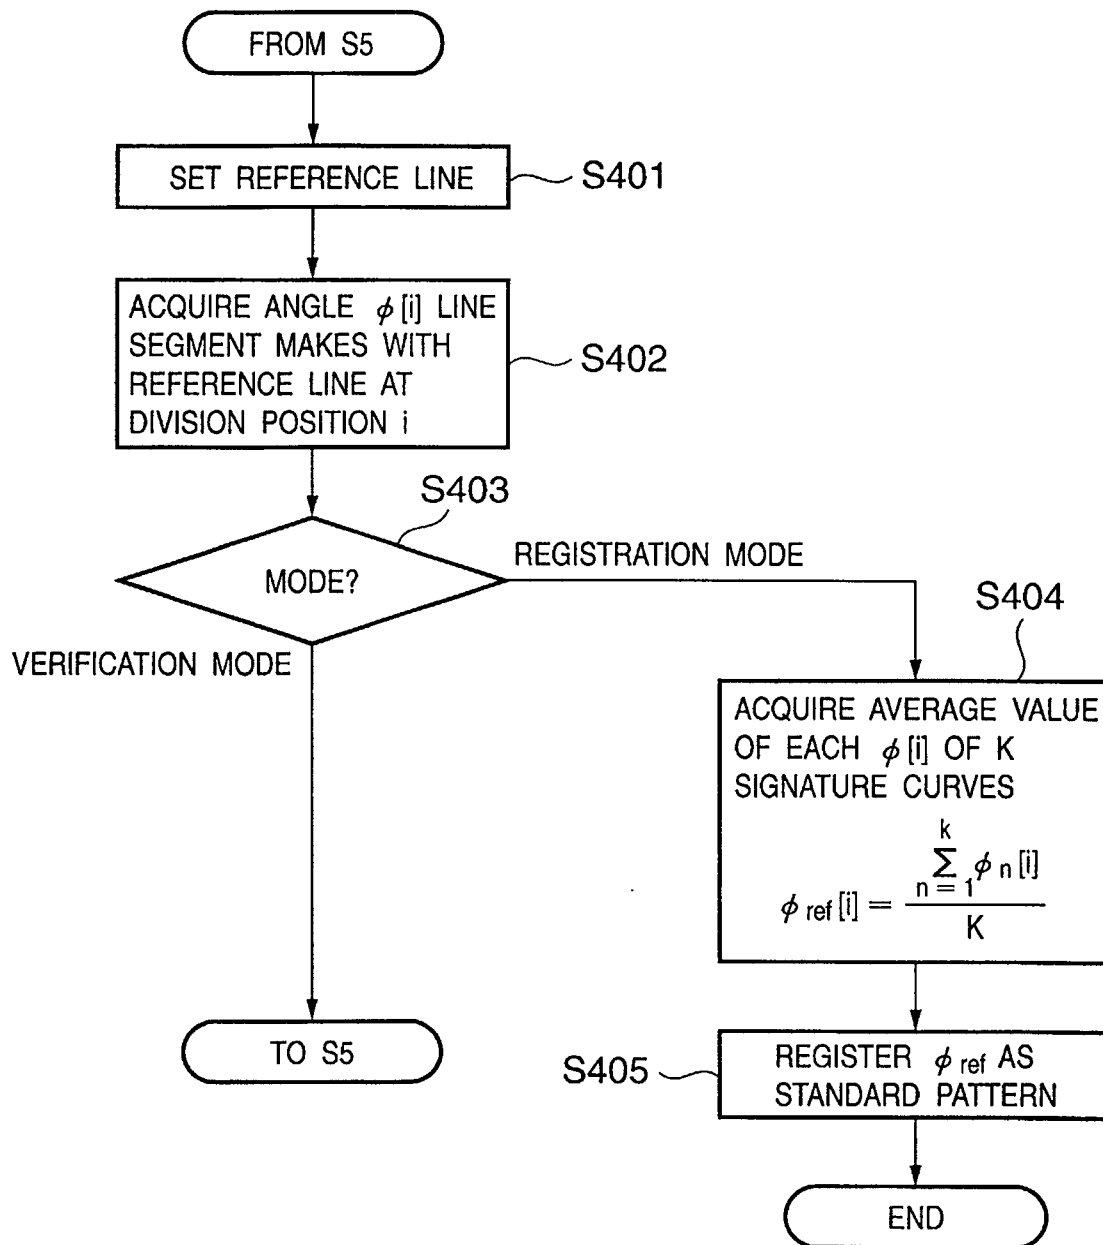 FROM S5
SET REFERENCE LINE
S401
ACQUIRE ANGLE ϕ[i] LINE
SEGMENT MAKES WITH
REFERENCE LINE AT
DIVISION POSITION i
S402
S403
MODE?
REGISTRATION MODE
VERIFICATION MODE
S404
ACQUIRE AVERAGE VALUE
OF EACH ϕ[i] OF K
SIGNATURE CURVES
k
Σ ϕn[i]
n = 1
ϕref[i] =
K
TO S5
S405
REGISTER ϕref AS
STANDARD PATTERN
END